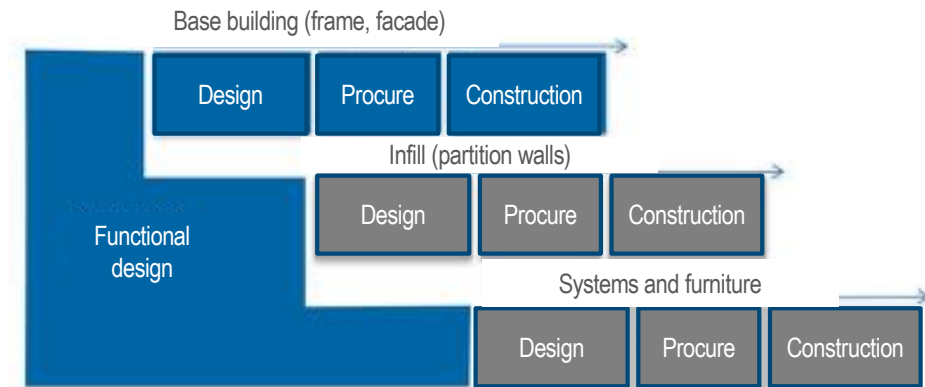 Base building (frame, facade)
Design
Procure
Construction
Infill (partition walls)
Design
Procure
Construction
Functional
design
Systems and furniture
Design
Procure
Construction